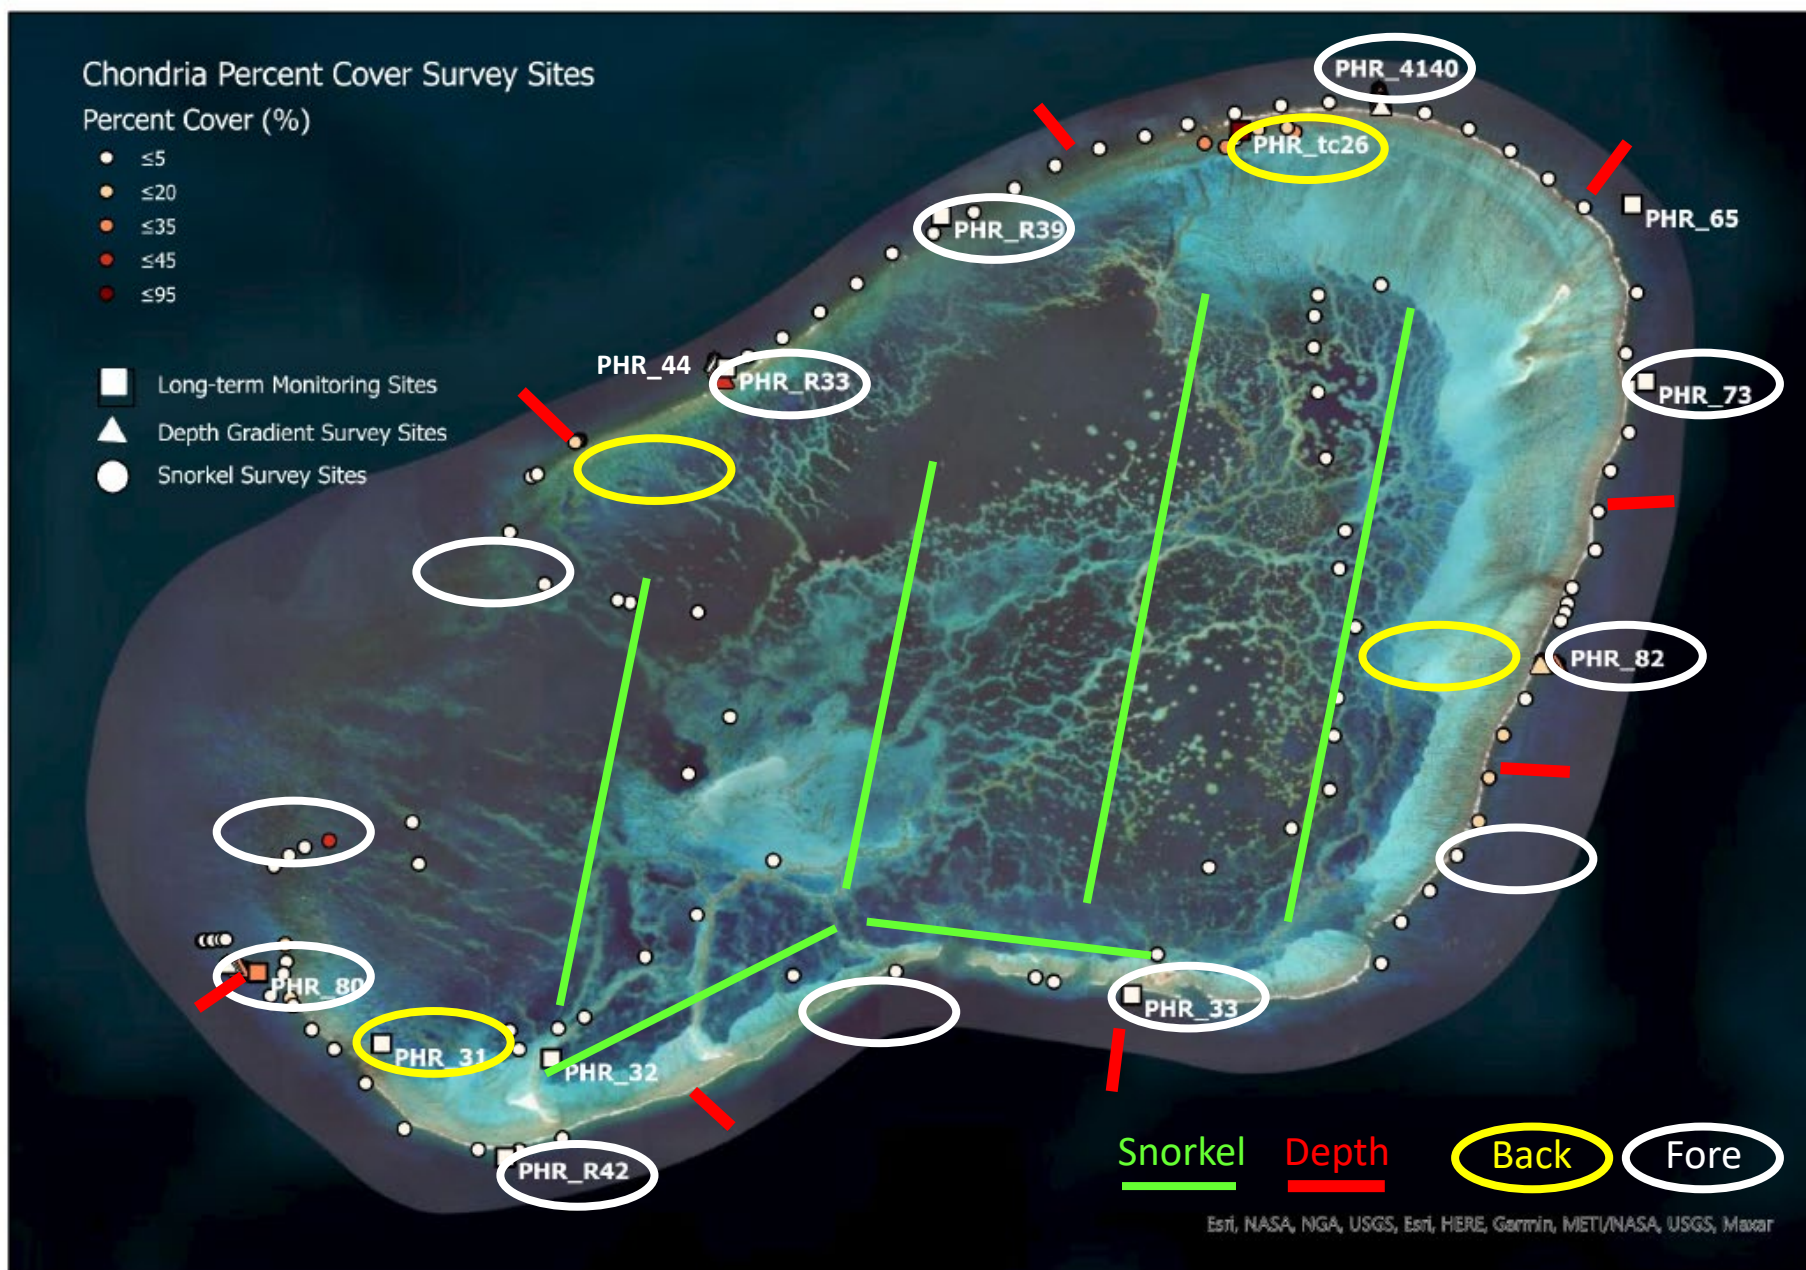 Chondria Percent Cover Survey Sites
Percent Cover (%)
≤5
≤20
≤35
≤45
≤95
Long-term Monitoring Sites
Depth Gradient Survey Sites
Snorkel Survey Sites
PHR_4140
PHR_tc26
PHR_65
PHR_R39
PHR_44
PHR_R33
PHR_73
PHR_82
PHR_80
PHR_33
PHR_31
PHR_32
PHR_R42
Snorkel
Depth
Back
Fore
Esri, NASA, NGA, USGS, Esri, HERE, Garmin, METI/NASA, USGS, Maxar